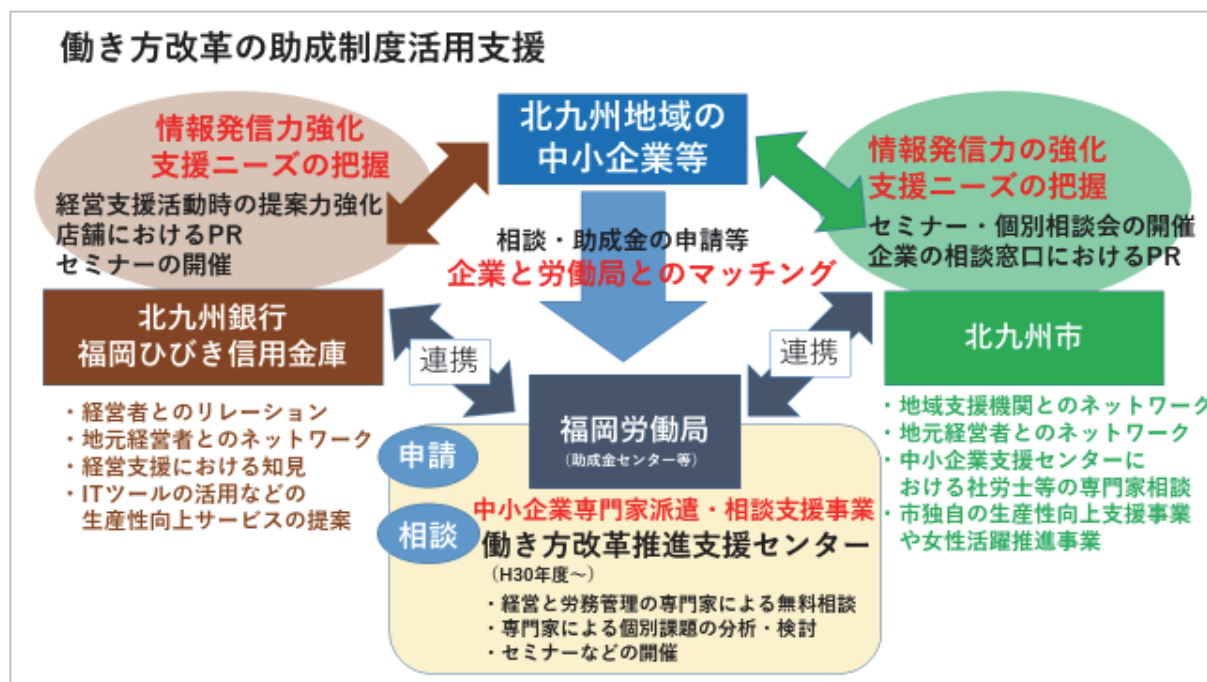 働き方改革の助成制度活用支援
北九州地域の
中小企業等
情報発信力強化
支援ニーズの把握
経営支援活動時の提案力強化
店舗におけるPR
セミナーの開催
情報発信力の強化
支援ニーズの把握
セミナー・個別相談会の開催
企業の相談窓口におけるPR
相談・助成金の申請等
企業と労働局とのマッチング
北九州銀行
福岡ひびき信用金庫
連携
連携
北九州市
・経営者とのリレーション
・地元経営者とのネットワーク
・経営支援における知見
・ITツールの活用などの
生産性向上サービスの提案
福岡労働局
(助成金センター等)
申請
相談
中小企業専門家派遣・相談支援事業
働き方改革推進支援センター
(H30年度~)
・経営と労務管理の専門家による無料相談
・専門家による個別課題の分析・検討
・セミナーなどの開催
・地域支援機関とのネットワーク
・地元経営者とのネットワーク
・中小企業支援センターに
おける社労士等の専門家相談
・市独自の生産性向上支援事業
や女性活躍推進事業